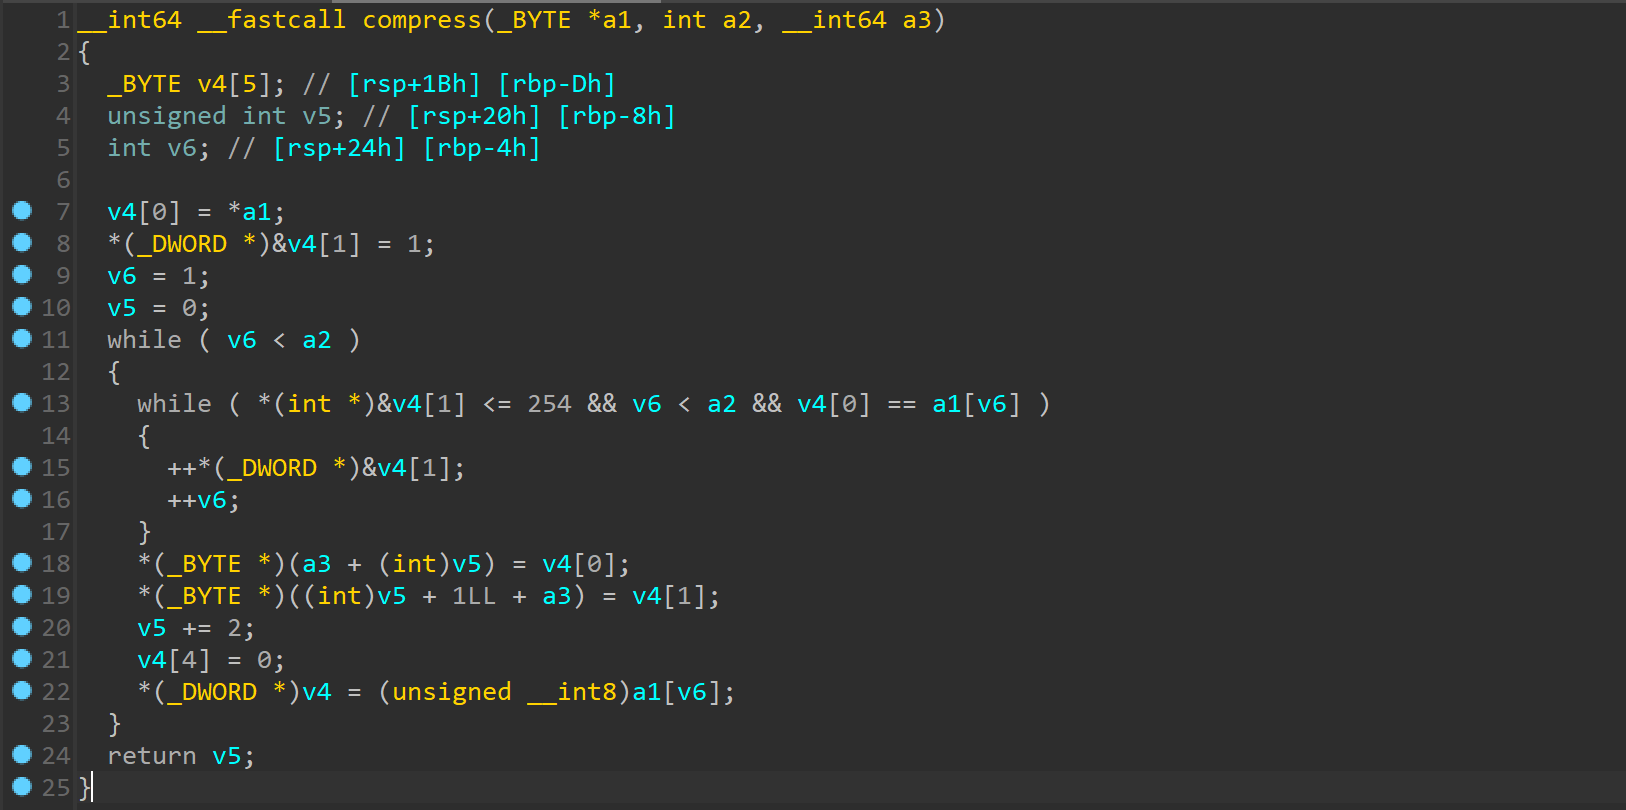 1 __int64 __fastcall compress(_BYTE *a1, int a2, __int64 a3)
2 {
3   _BYTE v4[5]; // [rsp+1Bh] [rbp-Dh]
4   unsigned int v5; // [rsp+20h] [rbp-8h]
5   int v6; // [rsp+24h] [rbp-4h]
6
7   v4[0] = *a1;
8   *(_DWORD *)&v4[1] = 1;
9   v6 = 1;
10   v5 = 0;
11   while ( v6 < a2 )
12   {
13     while ( *(int *)&v4[1] <= 254 && v6 < a2 && v4[0] == a1[v6] )
14     {
15       ++*(_DWORD *)&v4[1];
16       ++v6;
17     }
18     *(_BYTE *)(a3 + (int)v5) = v4[0];
19     *(_BYTE *)((int)v5 + 1LL + a3) = v4[1];
20     v5 += 2;
21     v4[4] = 0;
22     *(_DWORD *)v4 = (unsigned __int8)a1[v6];
23   }
24   return v5;
25 }